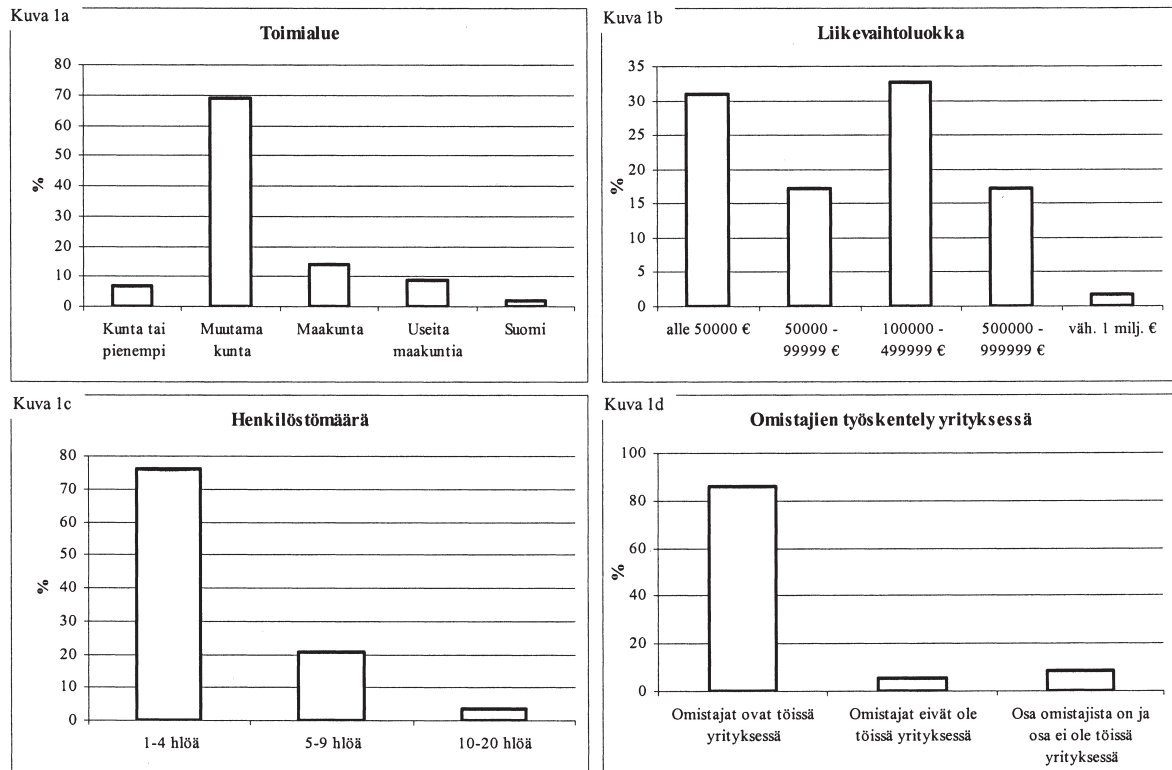 Kuva 1a
Toimialue
80
70
60
50
40
30
20
10
0
%
Kunta tai
pienempi
Muutama
kunta
Maakunta
Useita
maakuntia
Suomi
Kuva 1b
Liikevaihtoluokka
35
30
25
20
15
10
5
0
%
alle 50000 €
50000 -
99999 €
100000 -
499999 €
500000 -
999999 €
väh. 1 milj. €
Kuva 1c
Henkilöstömäärä
80
70
60
50
40
30
20
10
0
%
1-4 hlöä
5-9 hlöä
10-20 hlöä
Kuva 1d
Omistajien työskentely yrityksessä
100
80
60
40
20
0
%
Omistajat ovat töissä
yrityksessä
Omistajat eivät ole
töissä yrityksessä
Osa omistajista on ja
osa ei ole töissä
yrityksessä